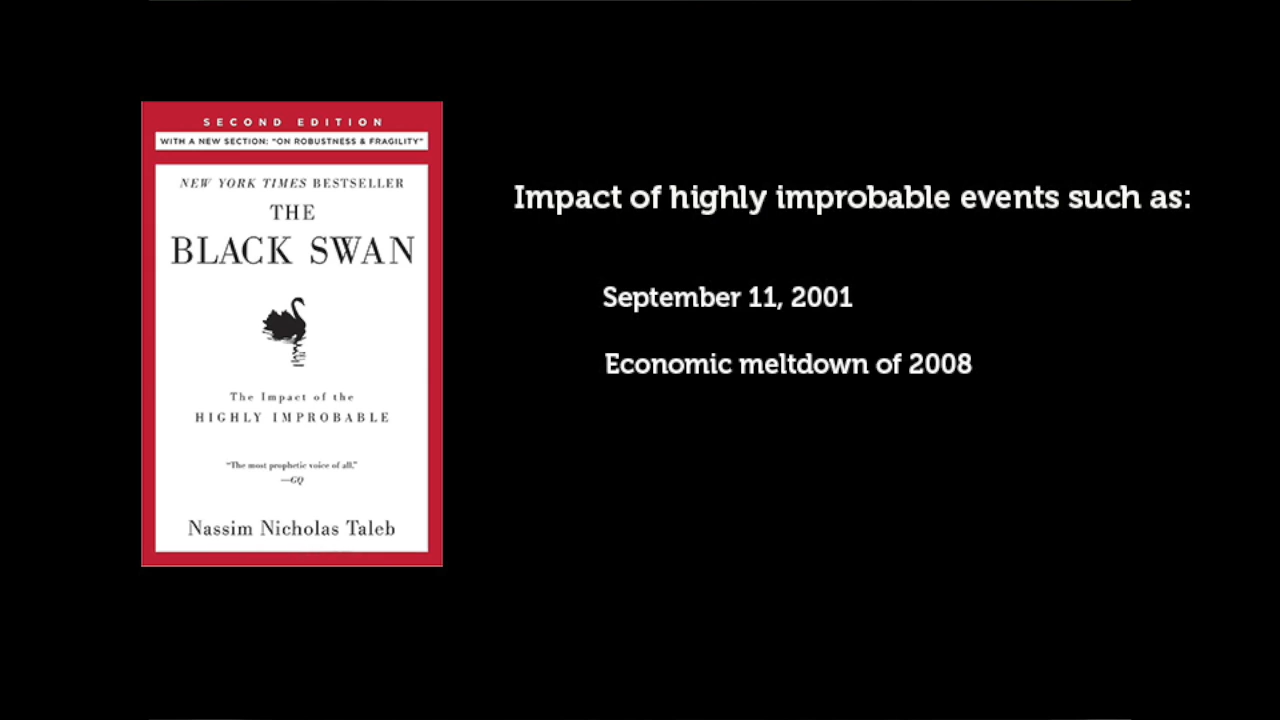 SECOND EDITION
WITH A NEW SECTION: "ON ROBUSTNESS & FRAGILITY"
NEW YORK TIMES BESTSELLER
THE
BLACK SWAN
The Impact of the
HIGHLY IMPROBABLE
"The most prophetic voice of all."
—GQ
Nassim Nicholas Taleb
Impact of highly improbable events such as:
September 11, 2001
Economic meltdown of 2008